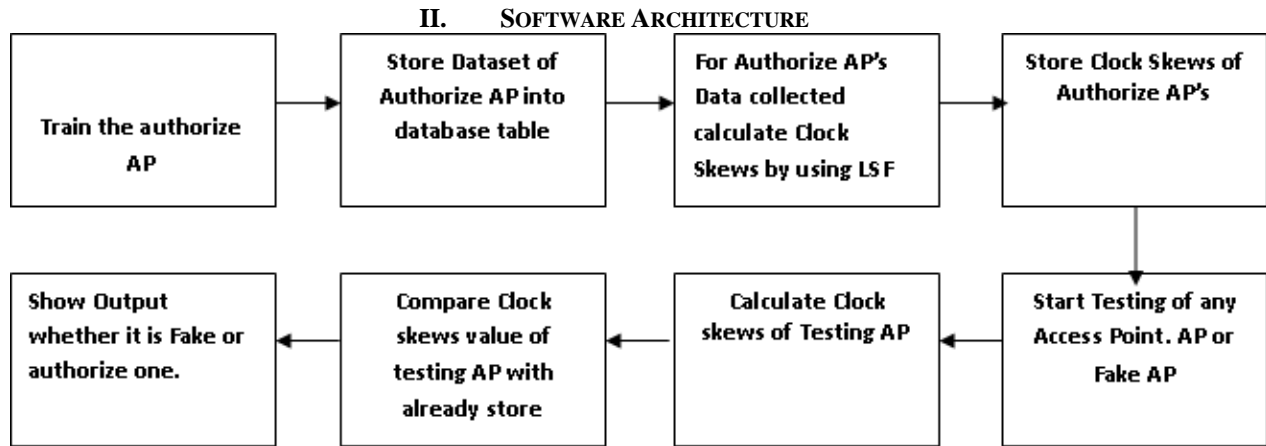 II. SOFTWARE ARCHITECTURE
Train the authorize
AP
Store Dataset of
Authorize AP into
database table
For Authorize AP's
Data collected
calculate Clock
Skews by using LSF
Store Clock Skews of
Authorize AP's
Start Testing of any
Access Point. AP or
Fake AP
Calculate Clock
skews of Testing AP
Compare Clock
skews value of
testing AP with
already store
Show Output
whether it is Fake or
authorize one.